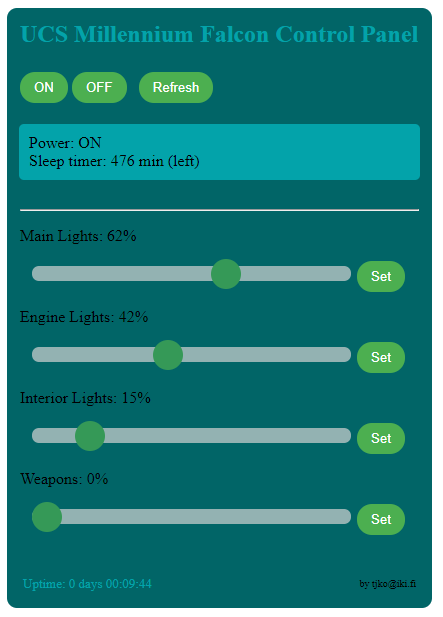 UCS Millennium Falcon Control Panel
ON OFF Refresh
Power: ON
Sleep timer: 476 min (left)
Main Lights: 62%
Set
Engine Lights: 42%
Set
Interior Lights: 15%
Set
Weapons: 0%
Set
Uptime: 0 days 00:09:44 by tjko@iki.fi